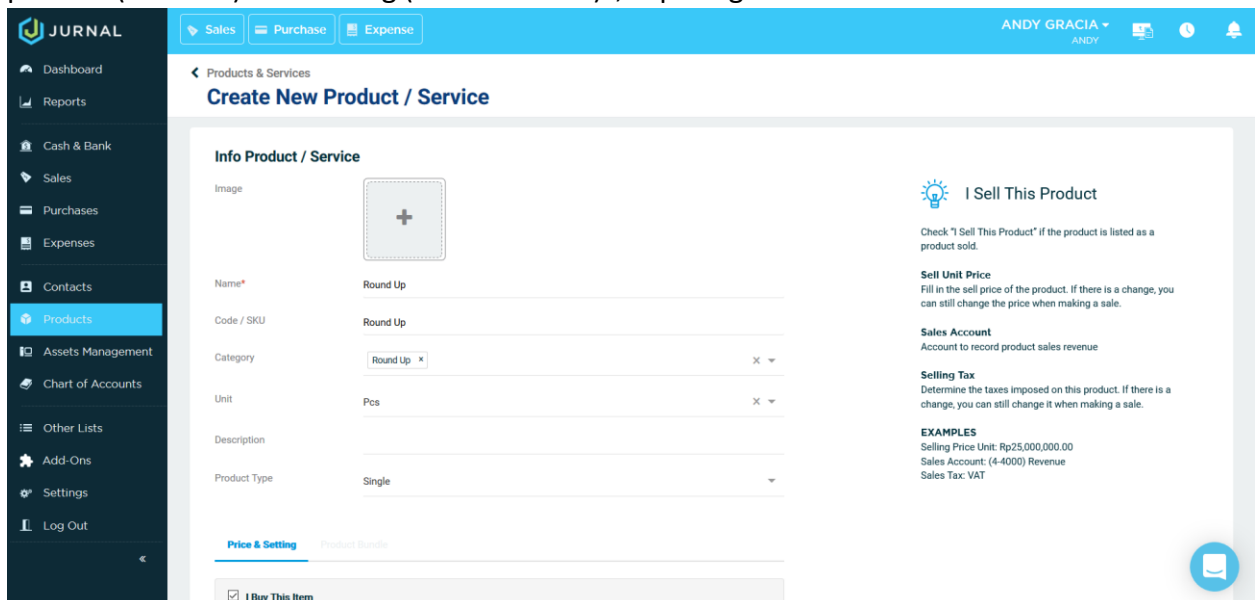 JURNAL
Sales Purchase Expense
ANDY GRACIA
ANDY
Dashboard
Reports
Cash & Bank
Sales
Purchases
Expenses
Contacts
Products
Assets Management
Chart of Accounts
Other Lists
Add-Ons
Settings
Log Out
Products & Services
Create New Product / Service
Info Product / Service
Image
Name* Round Up
Code / SKU Round Up
Category Round Up ×
Unit Pcs
Description
Product Type Single
Price & Setting Product Bundle
I Buy This Item
I Sell This Product
Check "I Sell This Product" if the product is listed as a
product sold.
Sell Unit Price
Fill in the sell price of the product. If there is a change, you
can still change the price when making a sale.
Sales Account
Account to record product sales revenue
Selling Tax
Determine the taxes imposed on this product. If there is a
change, you can still change it when making a sale.
EXAMPLES
Selling Price Unit: Rp25,000,000.00
Sales Account: (4-4000) Revenue
Sales Tax: VAT